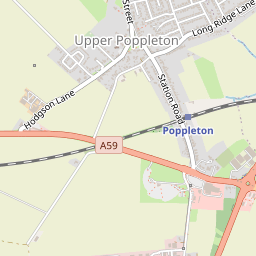 Street
Long Ridge Lane
Upper Poppleton
Hodgson Lane
Station Road
Poppleton
A59